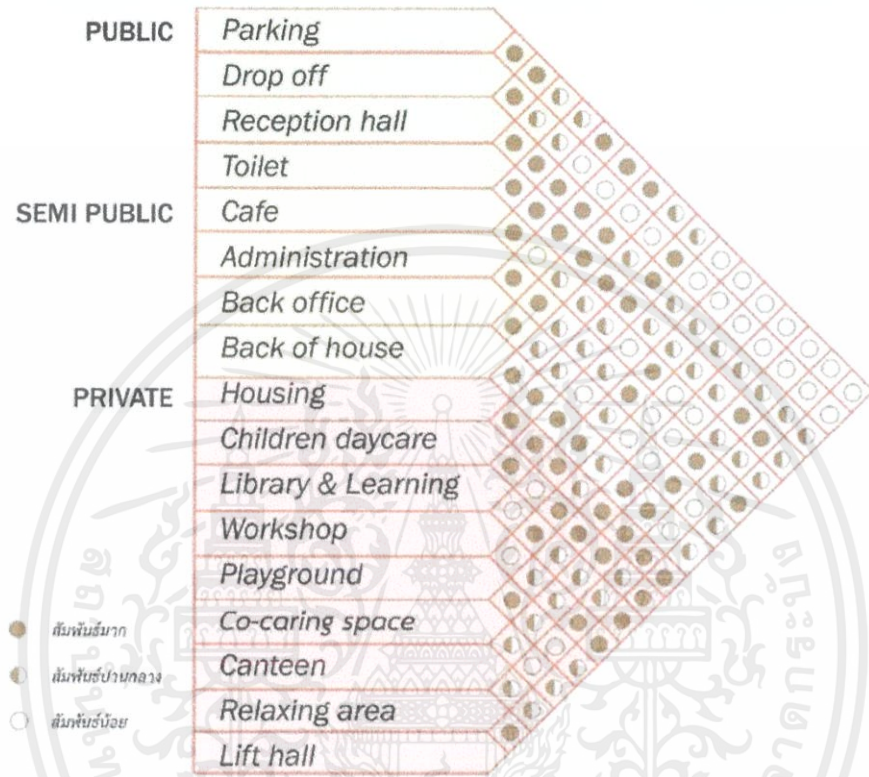 PUBLIC
Parking
Drop off
Reception hall
Toilet
SEMI PUBLIC
Cafe
Administration
Back office
Back of house
PRIVATE
Housing
Children daycare
Library & Learning
Workshop
Playground
Co-caring space
Canteen
Relaxing area
Lift hall
สัมพันธ์มาก
สัมพันธ์ปานกลาง
สัมพันธ์น้อย